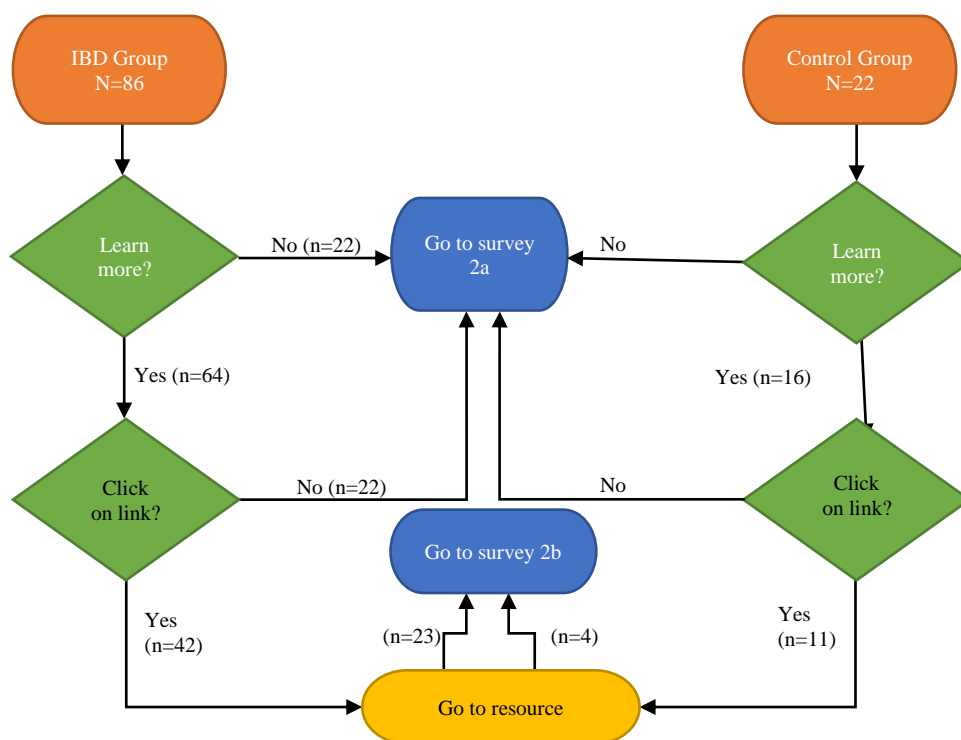 IBD Group
N=86
Control Group
N=22
Learn
more?
No (n=22)
Go to survey
2a
No
Learn
more?
Yes (n=64)
Yes (n=16)
Click
on link?
No (n=22)
No
Click
on link?
Go to survey 2b
Yes
(n=42)
(n=23)
(n=4)
Yes
(n=11)
Go to resource